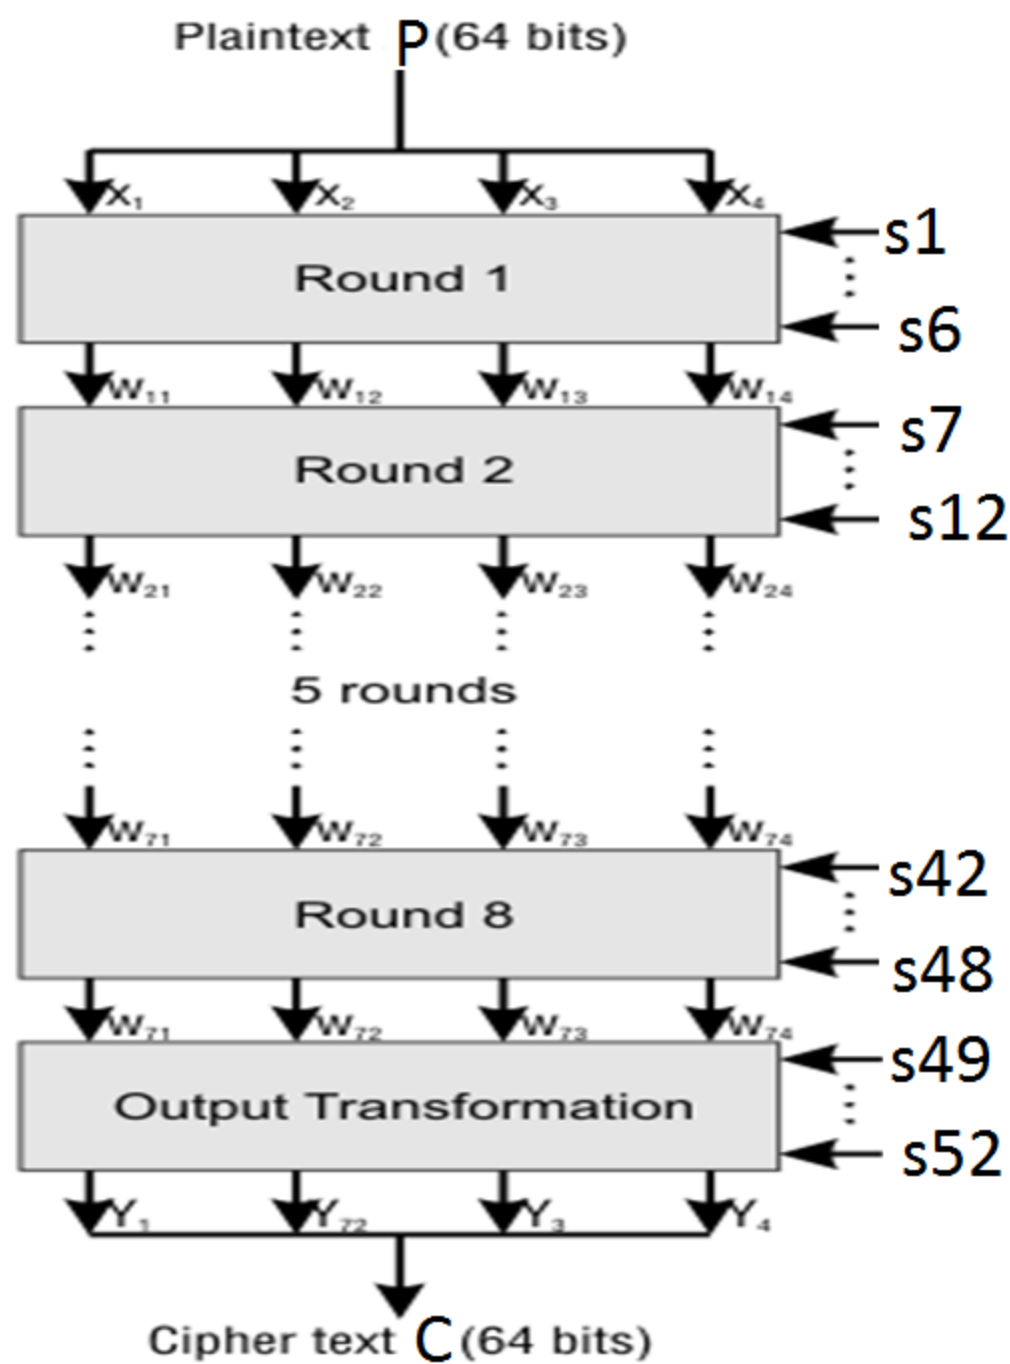 Plaintext P (64 bits)
X₁ X₂ X₃ X₄
s1
Round 1
s6
W₁₁ W₁₂ W₁₃ W₁₄
s7
Round 2
s12
W₂₁ W₂₂ W₂₃ W₂₄
5 rounds
W₇₁ W₇₂ W₇₃ W₇₄
s42
Round 8
s48
W₇₁ W₇₂ W₇₃ W₇₄
s49
Output Transformation
s52
Y₁ Y₇₂ Y₃ Y₄
Cipher text C (64 bits)